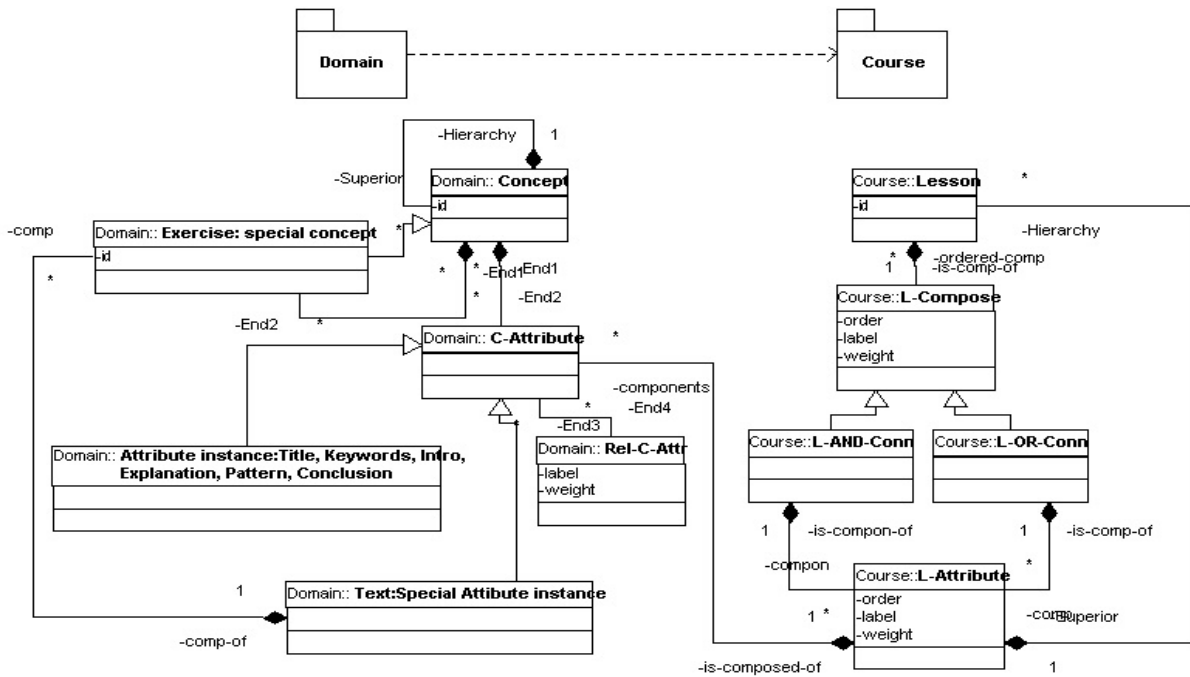 Domain
Course
-Hierarchy
1
-Superior
Domain:: Concept
-id
Course::Lesson
-id
*
-Hierarchy
-comp
*
Domain:: Exercise: special concept
-id
*
*
*
*
-End1
-End1
-End2
*
-End2
*
1
-ordered-comp
-is-comp-of
Course::L-Compose
-order
-label
-weight
Domain:: C-Attribute
*
-components
-End4
*
-End3
Domain:: Rel-C-Attr
-label
-weight
Course::L-AND-Conn
Course::L-OR-Conn
Domain:: Attribute instance:Title, Keywords, Intro,
Explanation, Pattern, Conclusion
1
-is-compon-of
1
-is-comp-of
-compon
*
Course::L-Attribute
-order
-label
-weight
Domain:: Text:Special Attibute instance
1
-comp-of
1
*
-comp
-Superior
-is-composed-of
1